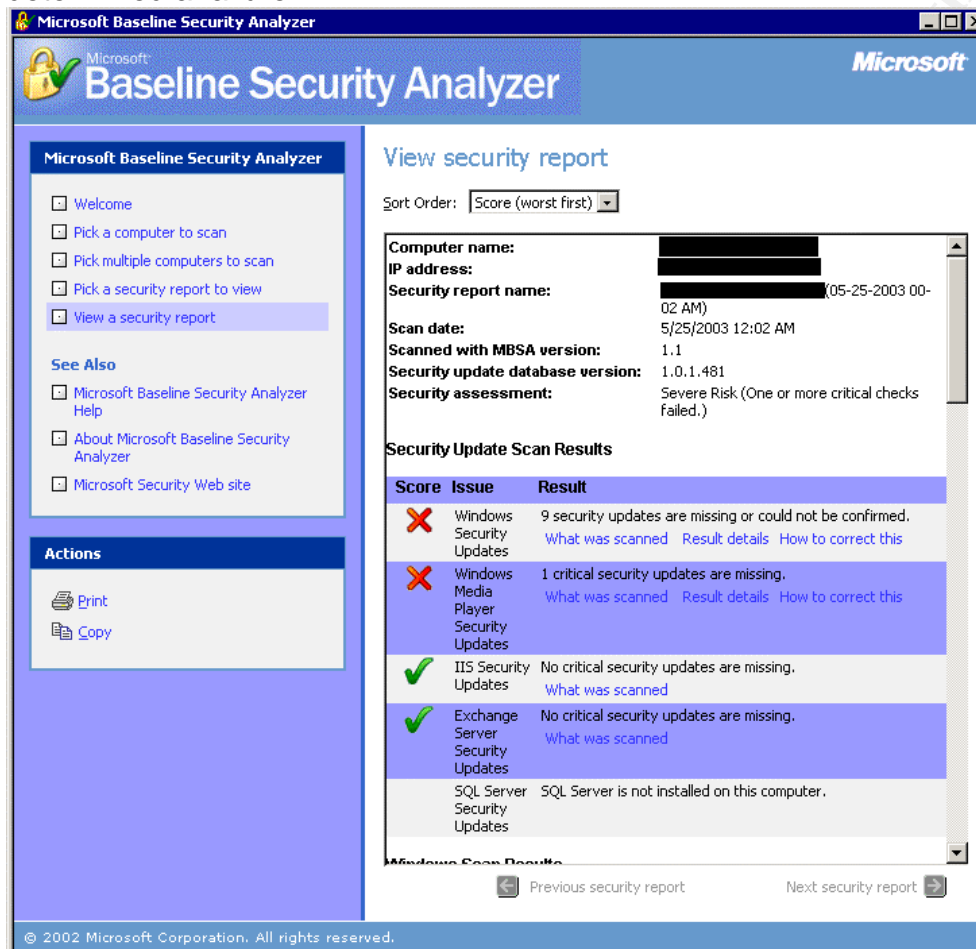 Microsoft Baseline Security Analyzer
Microsoft
Baseline Security Analyzer
Microsoft
Microsoft Baseline Security Analyzer
Welcome
Pick a computer to scan
Pick multiple computers to scan
Pick a security report to view
View a security report
See Also
Microsoft Baseline Security Analyzer
Help
About Microsoft Baseline Security
Analyzer
Microsoft Security Web site
Actions
Print
Copy
View security report
Sort Order: Score (worst first)
Computer name:
IP address:
Security report name: (05-25-2003 00-
02 AM)
Scan date: 5/25/2003 12:02 AM
Scanned with MBSA version: 1.1
Security update database version: 1.0.1.481
Security assessment: Severe Risk (One or more critical checks
failed.)
Security Update Scan Results
Score Issue Result
Windows 9 security updates are missing or could not be confirmed.
Security What was scanned Result details How to correct this
Updates
Windows 1 critical security updates are missing.
Media What was scanned Result details How to correct this
Player
Security
Updates
IIS Security No critical security updates are missing.
Updates What was scanned
Exchange No critical security updates are missing.
Server What was scanned
Security
Updates
SQL Server SQL Server is not installed on this computer.
Security
Updates
Windows Scan Results
Previous security report Next security report
© 2002 Microsoft Corporation. All rights reserved.